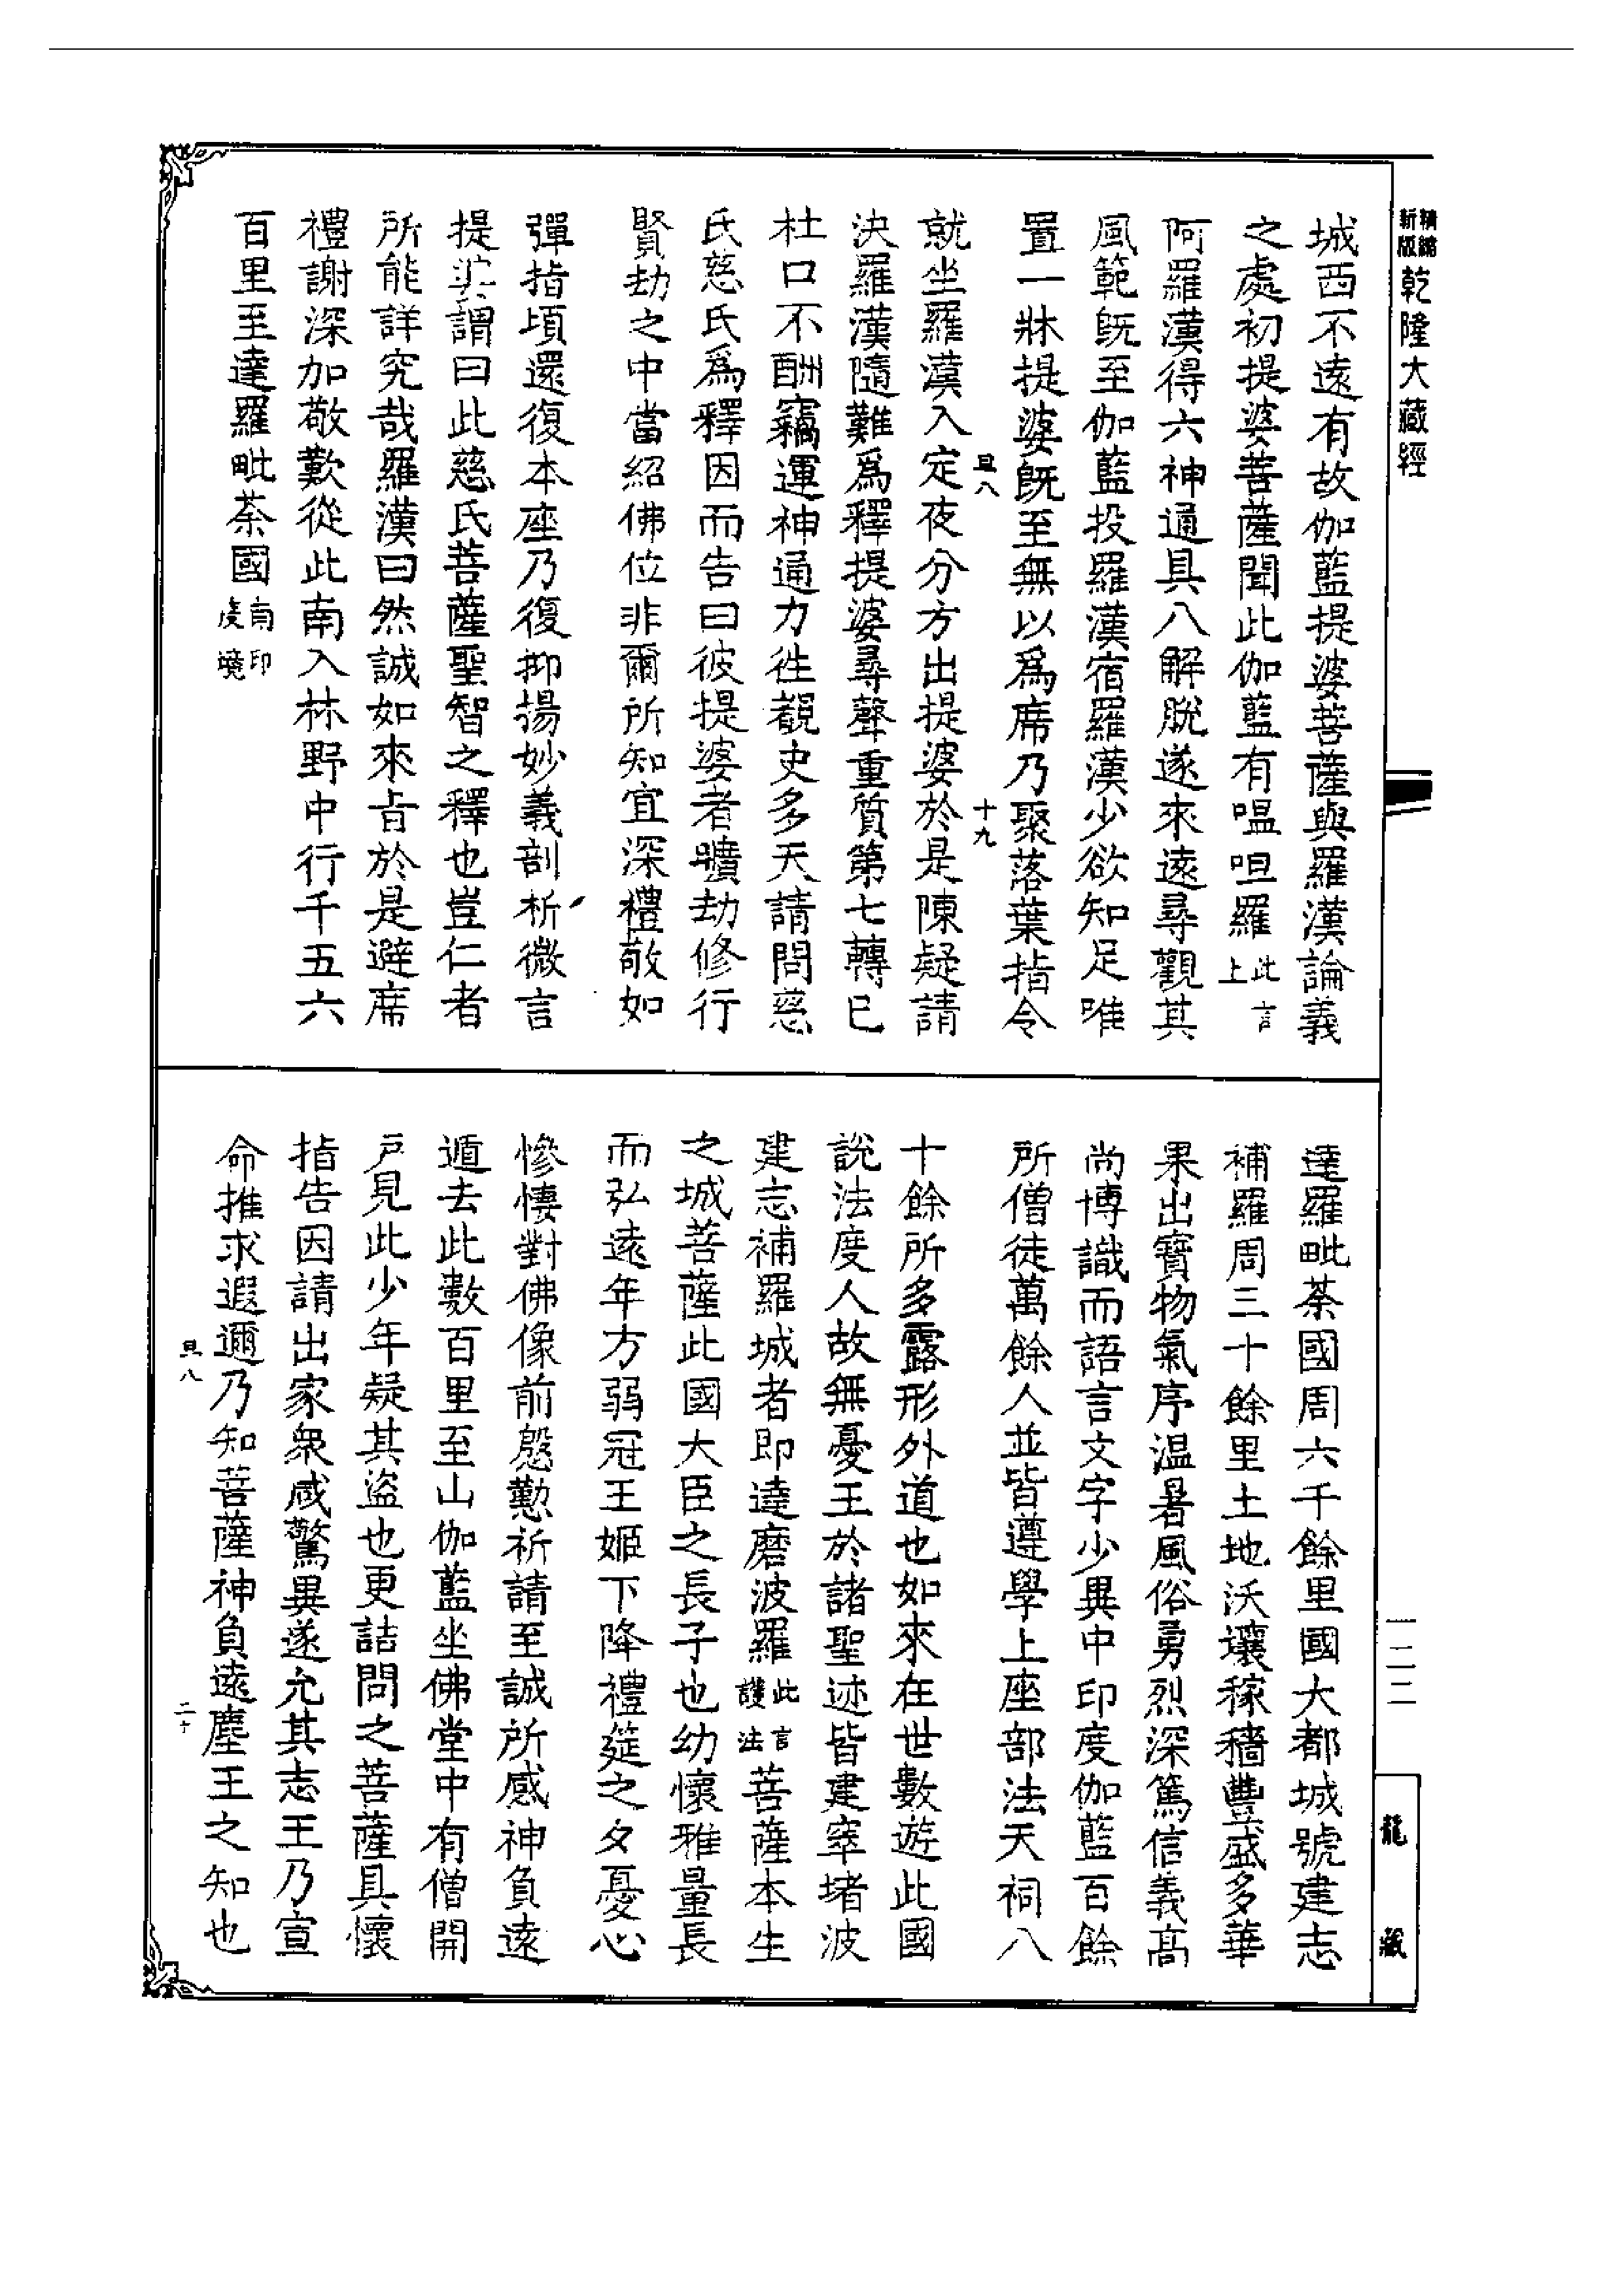 新版精縮
乾隆大藏經
城西不遠有故伽藍提婆菩薩與羅漢論義
之處初提婆菩薩聞此伽藍有嗢呾羅此言上
阿羅漢得六神通具八解脫遂來遠尋觀其
風範旣至伽藍投羅漢宿羅漢少欲知足唯
置一牀提婆旣至無以爲席乃聚落葉指令
旦八
十九
就坐羅漢入定夜分方出提婆於是陳疑請
決羅漢隨難爲釋提婆尋聲重質第七轉已
杜口不酬竊運神通力徃覩史多天請問慈
氏慈氏爲釋因而告曰彼提婆者曠劫修行
賢劫之中當紹佛位非爾所知宜深禮敬如
彈指頃還復本座乃復抑揚妙義剖析微言
提婆謂曰此慈氏菩薩聖智之釋也豈仁者
所能詳究哉羅漢曰然誠如來旨於是避席
禮謝深加敬歎從此南入林野中行千五六
百里至達羅毗荼國南印度境
達羅毗荼國周六千餘里國大都城號建志
補羅周三十餘里土地沃壤稼穡豐盛多華
果出寶物氣序温暑風俗勇烈深篤信義高
尚博識而語言文字少異中印度伽藍百餘
所僧徒萬餘人並皆遵學上座部法天祠八
十餘所多露形外道也如來在世數遊此國
說法度人故無憂王於諸聖迹皆建窣堵波
建志補羅城者即達磨波羅此言護法菩薩本生
之城菩薩此國大臣之長子也幼懷雅量長
而弘遠年方弱冠王姬下降禮筵之夕憂心
慘悽對佛像前慇懃祈請至誠所感神負遠
遁去此數百里至山伽藍坐佛堂中有僧開
戶見此少年疑其盜也更詰問之菩薩具懷
指告因請出家衆咸驚異遂允其志王乃宣
命推求遐邇乃知菩薩神負遠塵王之知也
旦八
二十
一二二
龍藏